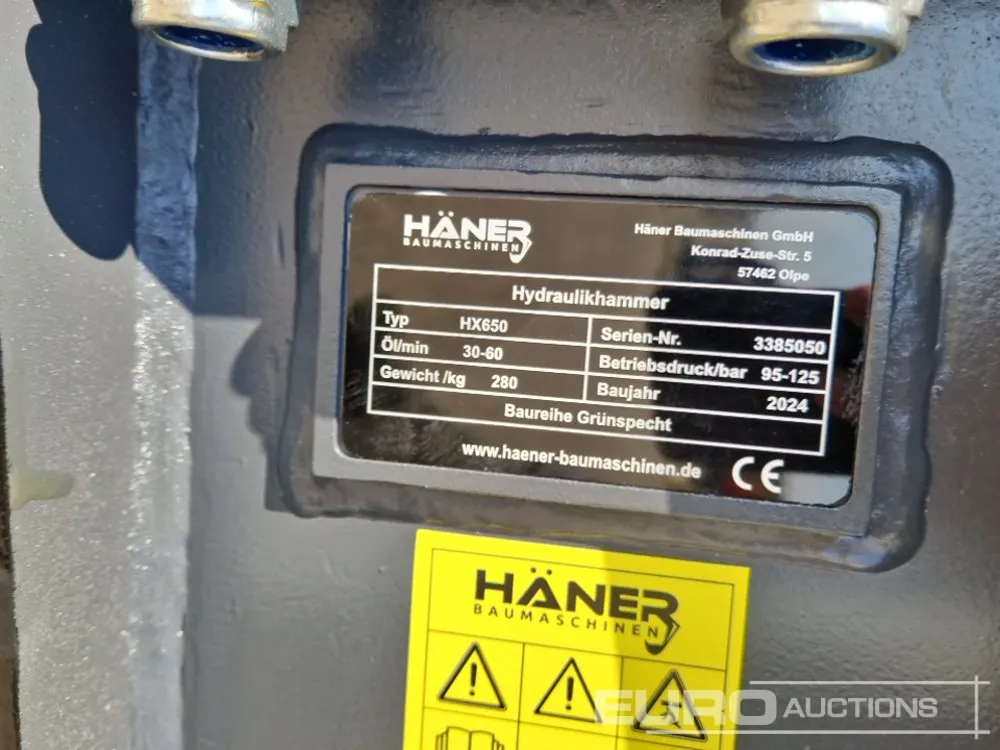 HÄNER
BAUMASCHINEN
Häner Baumaschinen GmbH
Konrad-Zuse-Str. 5
57462 Olpe
Hydraulikhammer
Typ HX650 Serien-Nr. 3385050
Öl/min 30-60 Betriebsdruck/bar 95-125
Gewicht /kg 280 Baujahr 2024
Baureihe Grünspecht
www.haener-baumaschinen.de CE
HÄNER
BAUMASCHINEN
EURO AUCTIONS